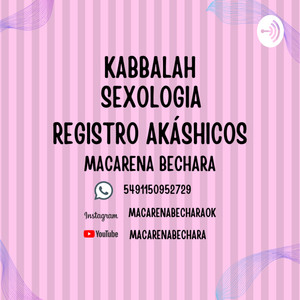 KABBALAH
SEXOLOGIA
REGISTRO AKÁSHICOS
MACARENA BECHARA
5491150952729
Instagram MACARENABECHARAOK
YouTube MACARENABECHARA